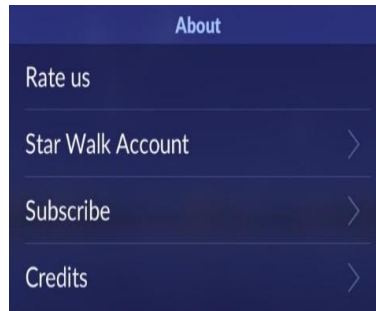 About
Rate us
Star Walk Account
Subscribe
Credits